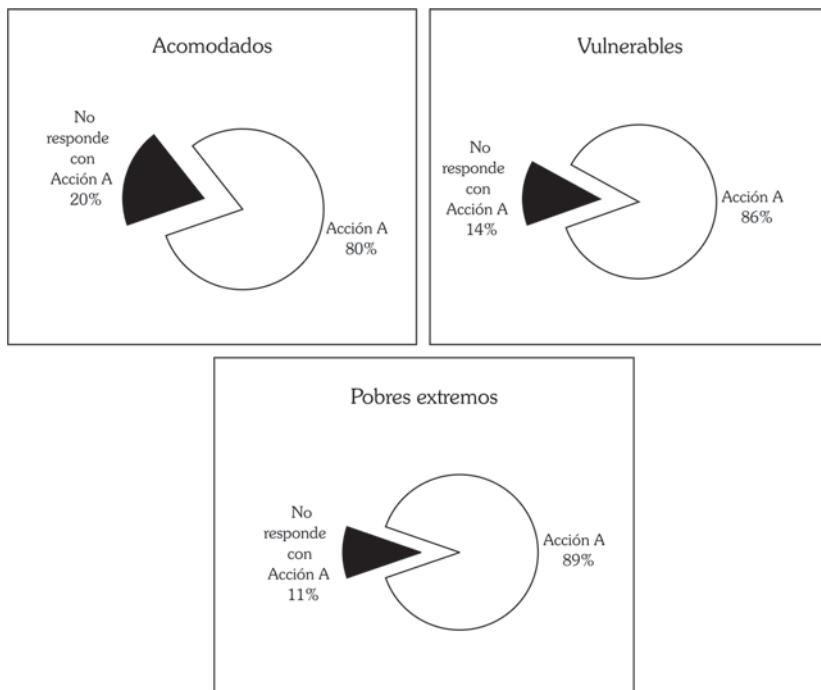 Acomodados
No
responde
con
Acción A
20%
Acción A
80%
Vulnerables
No
responde
con
Acción A
14%
Acción A
86%
Pobres extremos
No
responde
con
Acción A
11%
Acción A
89%